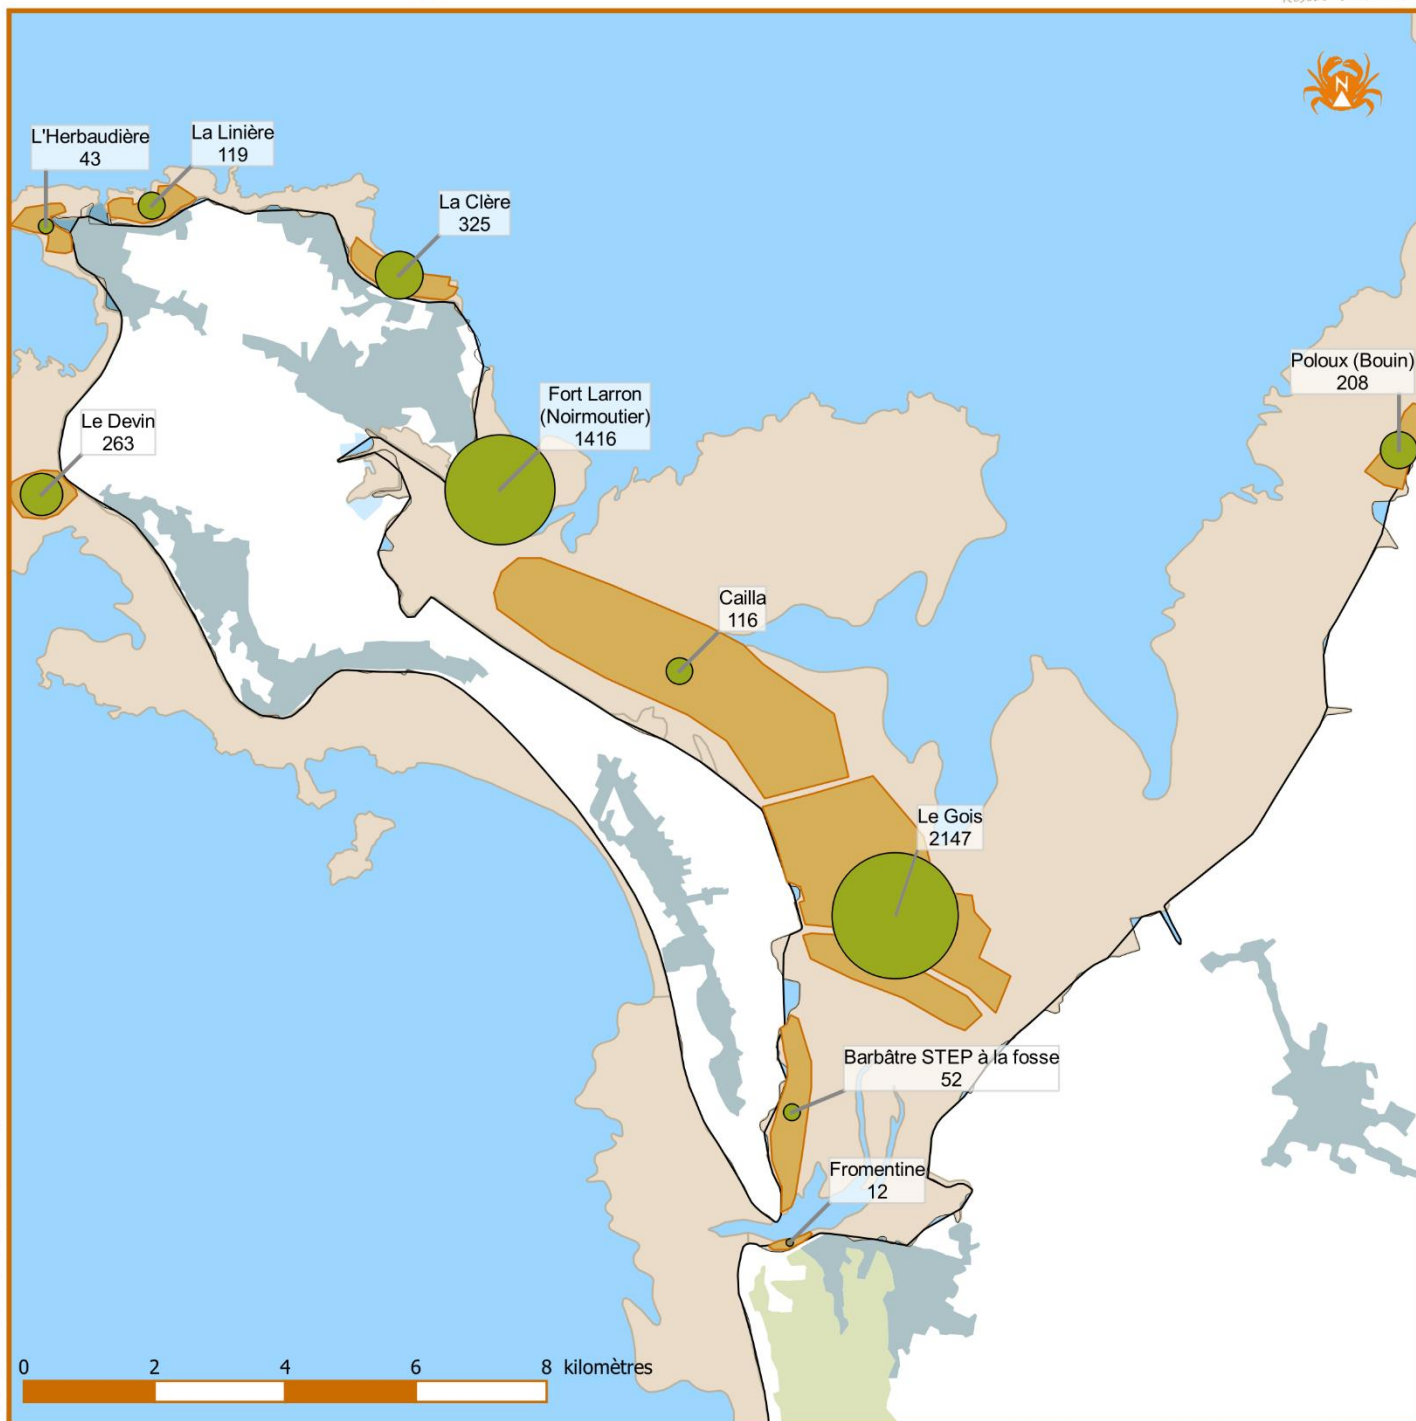 N
L'Herbaudière
43
La Linière
119
La Clère
325
Poloux (Bouin)
208
Fort Larron
(Noirmoutier)
1416
Le Devin
263
Cailla
116
Le Gois
2147
Barbâtre STEP à la fosse
52
Fromentine
12
0 2 4 6 8 kilomètres